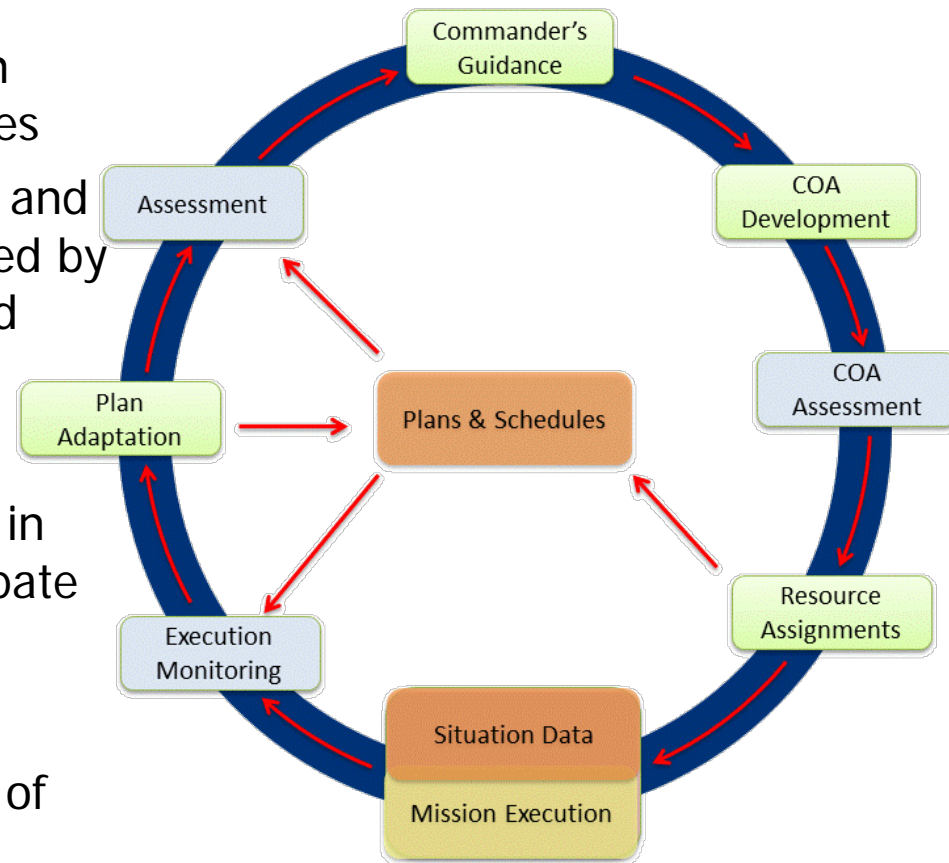 n
es
and
ed by
d
in
pate
of
Commander's
Guidance
COA
Development
COA
Assessment
Resource
Assignments
Situation Data
Mission Execution
Execution
Monitoring
Plan
Adaptation
Assessment
Plans & Schedules